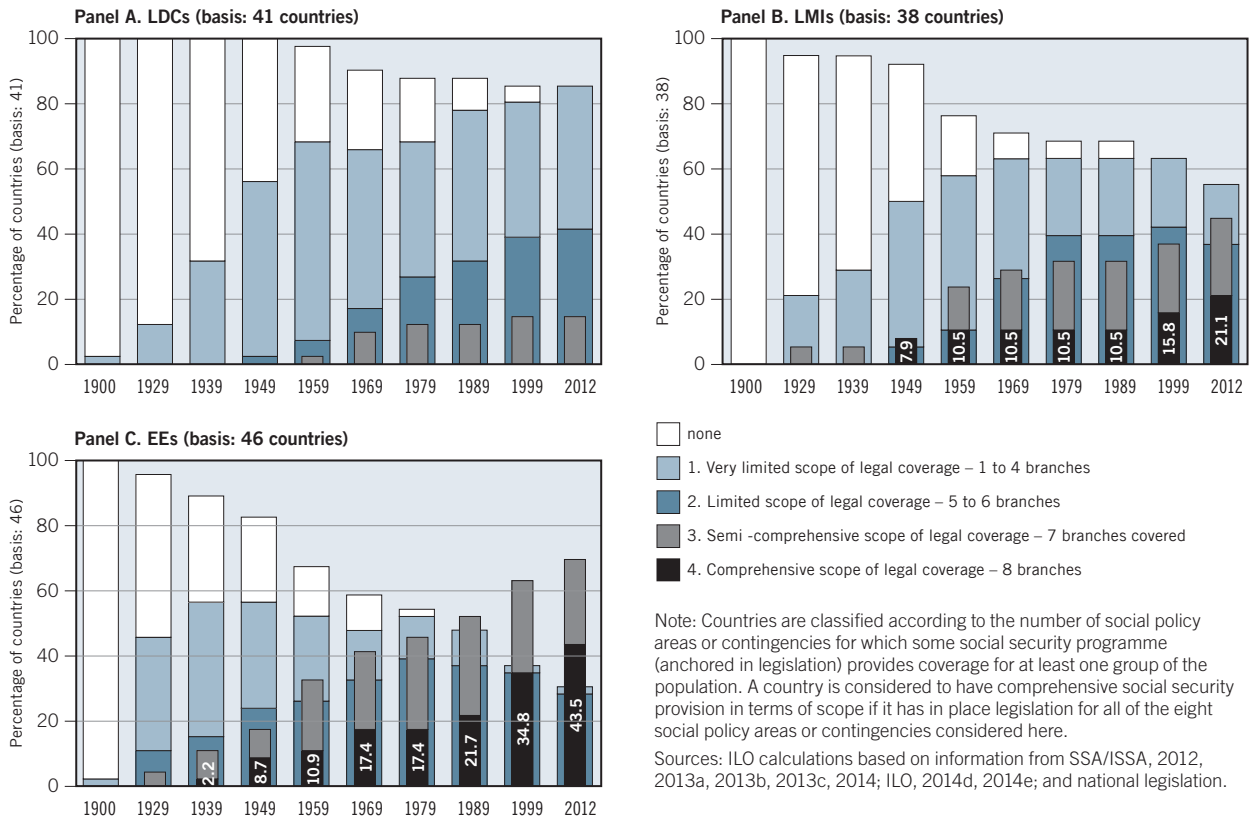 Panel A. LDCs (basis: 41 countries)
Percentage of countries (basis: 41)
100
80
60
40
20
0
1900 1929 1939 1949 1959 1969 1979 1989 1999 2012
Panel B. LMIs (basis: 38 countries)
Percentage of countries (basis: 38)
100
80
60
40
20
0
7.9 10.5 10.5 10.5 10.5 15.8 21.1
1900 1929 1939 1949 1959 1969 1979 1989 1999 2012
Panel C. EEs (basis: 46 countries)
Percentage of countries (basis: 46)
100
80
60
40
20
0
2.2 8.7 10.9 17.4 17.4 21.7 34.8 43.5
1900 1929 1939 1949 1959 1969 1979 1989 1999 2012
none
1. Very limited scope of legal coverage – 1 to 4 branches
2. Limited scope of legal coverage – 5 to 6 branches
3. Semi -comprehensive scope of legal coverage – 7 branches covered
4. Comprehensive scope of legal coverage – 8 branches
Note: Countries are classified according to the number of social policy
areas or contingencies for which some social security programme
(anchored in legislation) provides coverage for at least one group of the
population. A country is considered to have comprehensive social security
provision in terms of scope if it has in place legislation for all of the eight
social policy areas or contingencies considered here.
Sources: ILO calculations based on information from SSA/ISSA, 2012,
2013a, 2013b, 2013c, 2014; ILO, 2014d, 2014e; and national legislation.